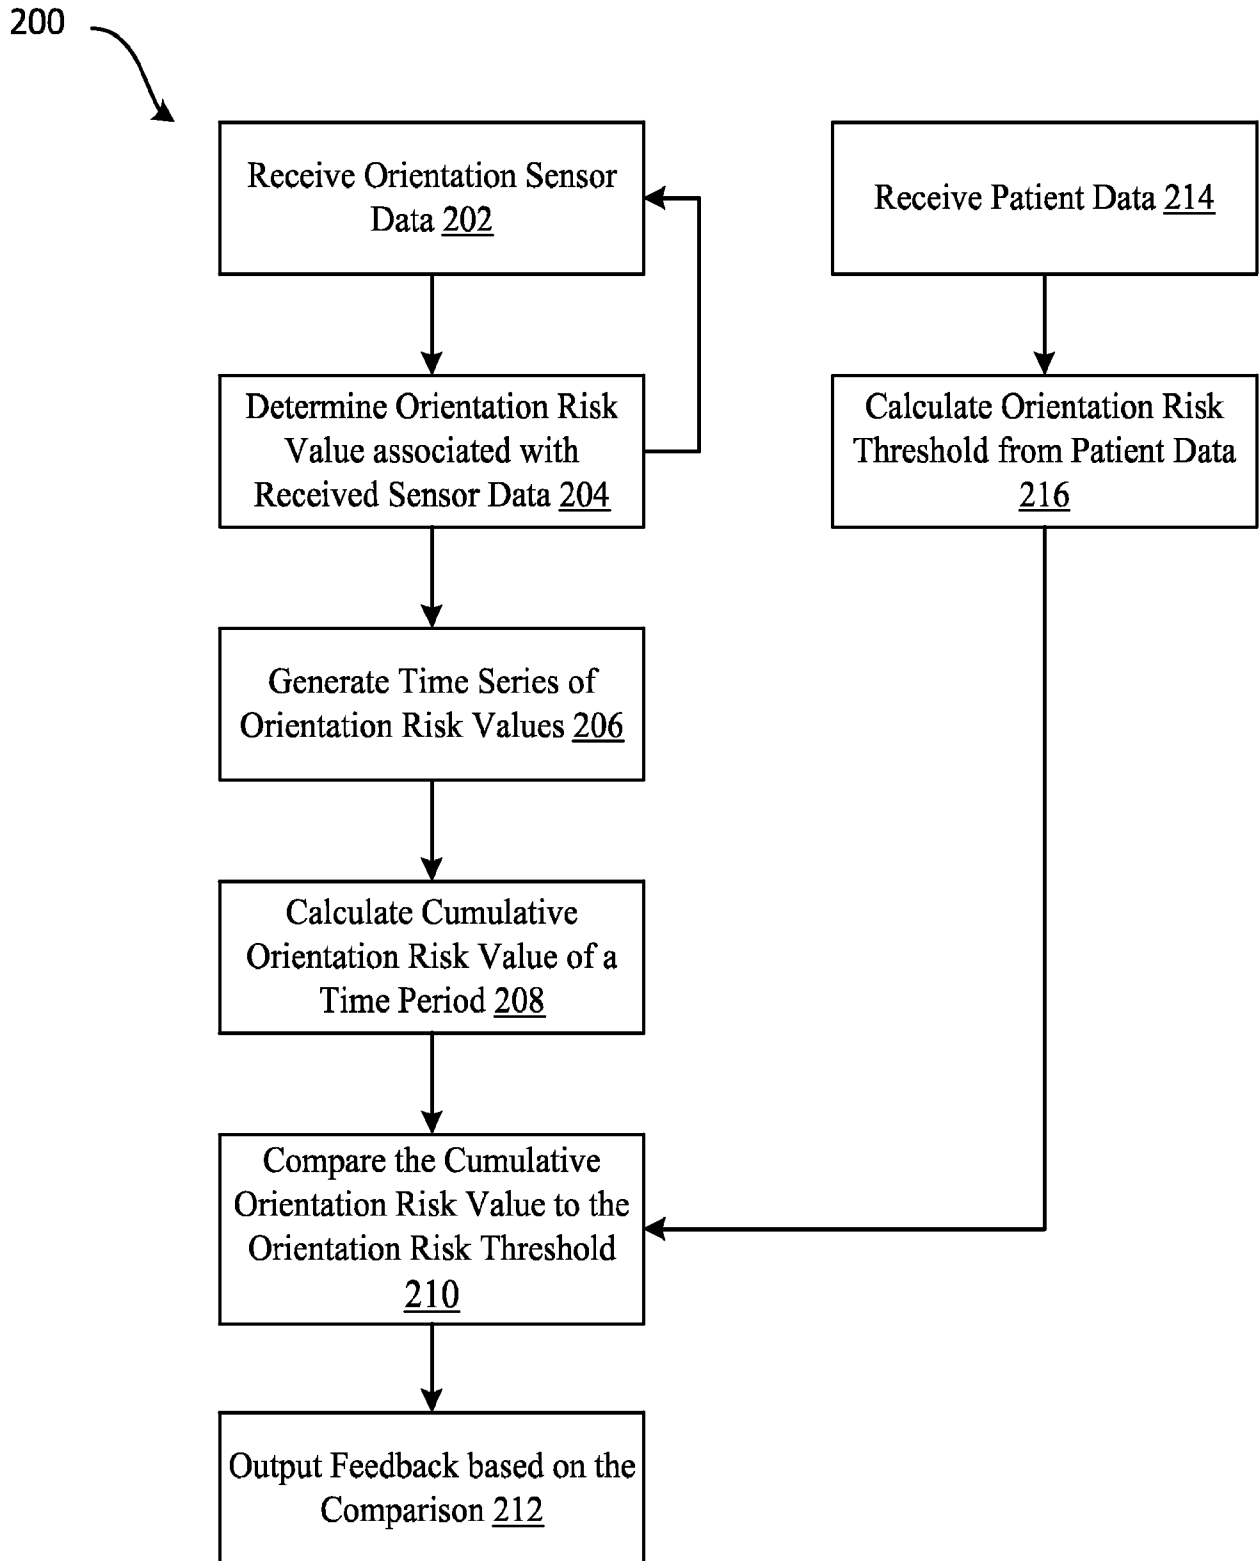 200
Receive Orientation Sensor
Data 202
Determine Orientation Risk
Value associated with
Received Sensor Data 204
Generate Time Series of
Orientation Risk Values 206
Calculate Cumulative
Orientation Risk Value of a
Time Period 208
Compare the Cumulative
Orientation Risk Value to the
Orientation Risk Threshold
210
Output Feedback based on the
Comparison 212
Receive Patient Data 214
Calculate Orientation Risk
Threshold from Patient Data
216